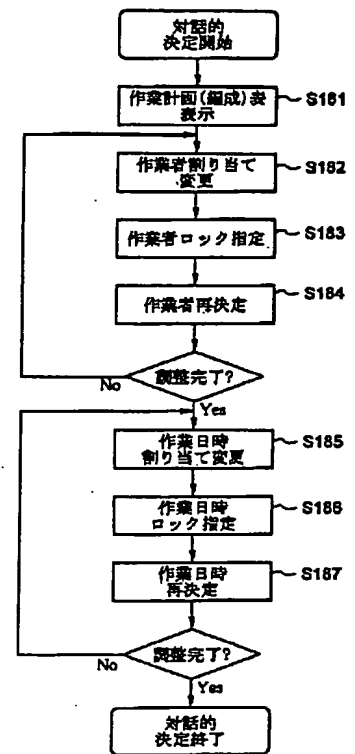 対話的
決定開始
作業計画(編成)表
表示
S181
作業者割り当て
変更
S182
作業者ロック指定
S183
作業者再決定
S184
調整完了?
No
Yes
作業日時
割り当て変更
S185
作業日時
ロック指定
S186
作業日時
再決定
S187
調整完了?
No
Yes
対話的
決定終了